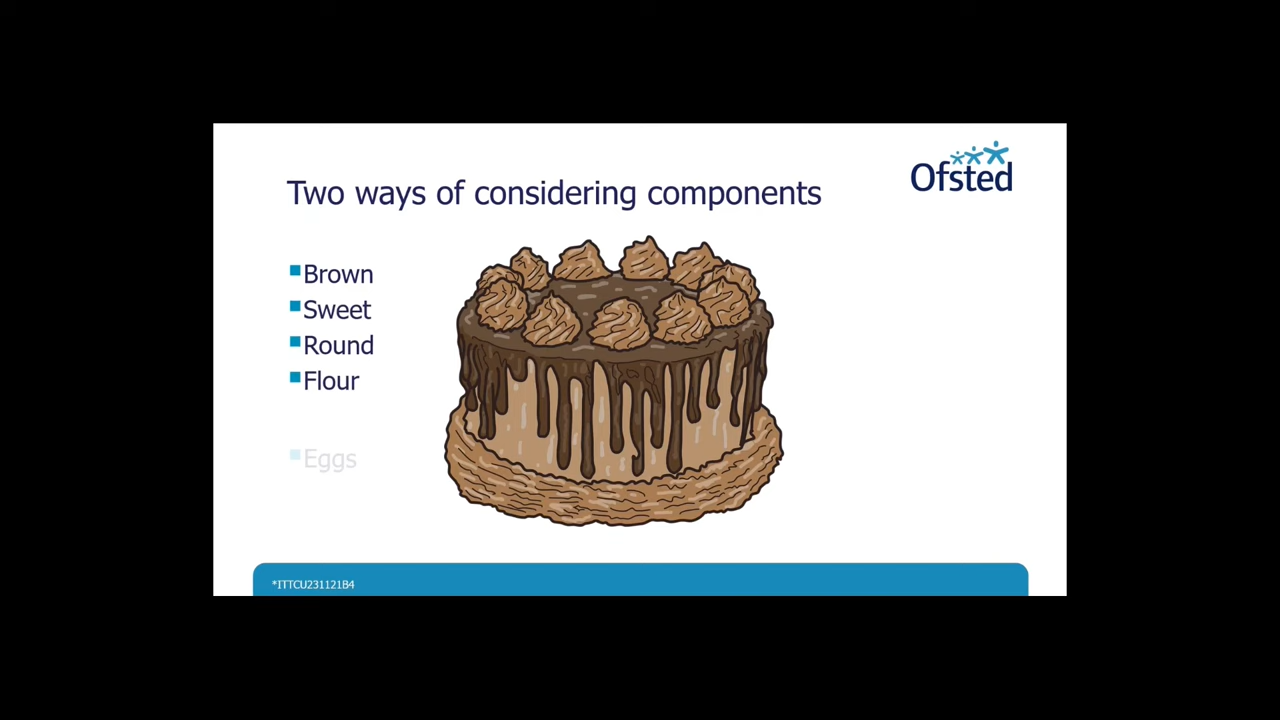 Ofsted
Two ways of considering components
Brown
Sweet
Round
Flour
Eggs
*ITTCU231121B4